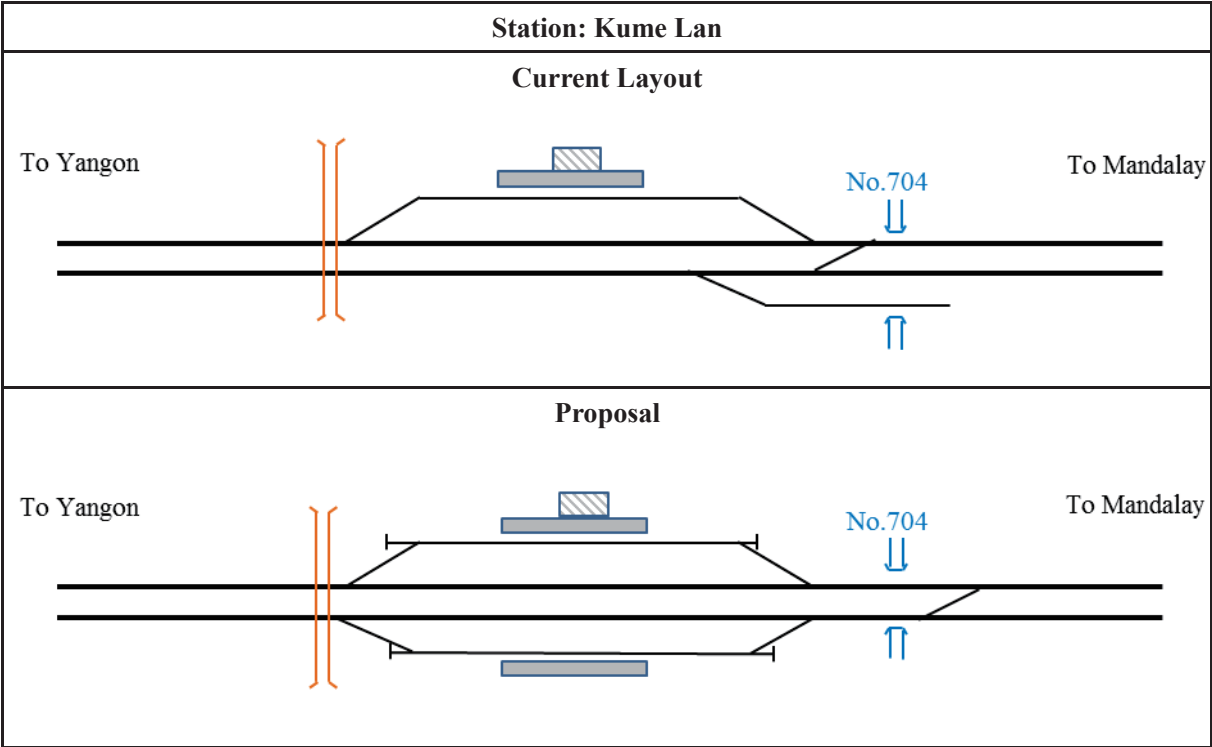 Station: Kume Lan
Current Layout
To Yangon
To Mandalay
No.704
Proposal
To Yangon
To Mandalay
No.704